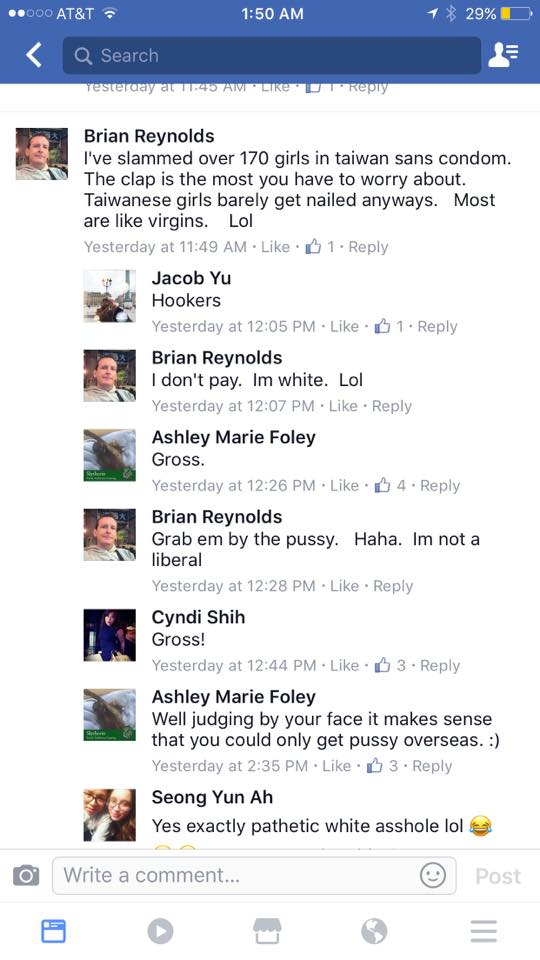 AT&T
1:50 AM
29%
Search
Yesterday at 11:45 AM · Like · 1 · Reply
Brian Reynolds
I've slammed over 170 girls in taiwan sans condom.
The clap is the most you have to worry about.
Taiwanese girls barely get nailed anyways. Most
are like virgins. Lol
Yesterday at 11:49 AM · Like · 1 · Reply
Jacob Yu
Hookers
Yesterday at 12:05 PM · Like · 1 · Reply
Brian Reynolds
I don't pay. Im white. Lol
Yesterday at 12:07 PM · Like · Reply
Ashley Marie Foley
Gross.
Yesterday at 12:26 PM · Like · 4 · Reply
Brian Reynolds
Grab em by the pussy. Haha. Im not a
liberal
Yesterday at 12:28 PM · Like · Reply
Cyndi Shih
Gross!
Yesterday at 12:44 PM · Like · 3 · Reply
Ashley Marie Foley
Well judging by your face it makes sense
that you could only get pussy overseas. :)
Yesterday at 2:35 PM · Like · 3 · Reply
Seong Yun Ah
Yes exactly pathetic white asshole lol 😂
Write a comment...
Post